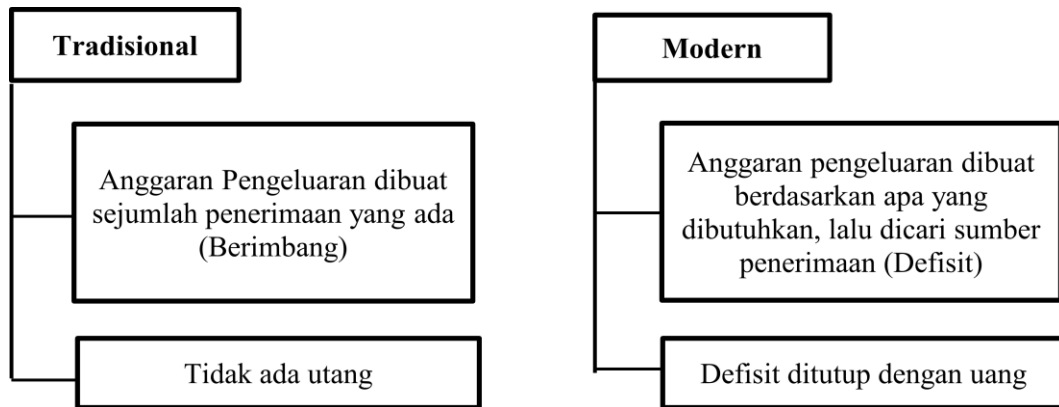 Tradisional
Anggaran Pengeluaran dibuat
sejumlah penerimaan yang ada
(Berimbang)
Tidak ada utang
Modern
Anggaran pengeluaran dibuat
berdasarkan apa yang
dibutuhkan, lalu dicari sumber
penerimaan (Defisit)
Defisit ditutup dengan uang